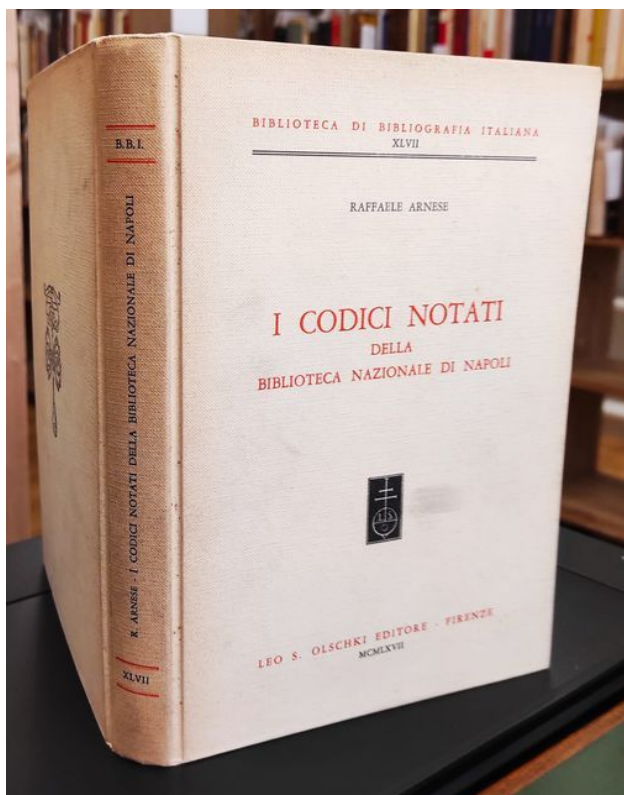 BIBLIOTECA DI BIBLIOGRAFIA ITALIANA
XLVII
RAFFAELE ARNESE
I CODICI NOTATI
DELLA
BIBLIOTECA NAZIONALE DI NAPOLI
LS
LEO S. OLSCHKI EDITORE - FIRENZE
MCMLXVII
B.B.I.
R. ARNESE - I CODICI NOTATI DELLA BIBLIOTECA NAZIONALE DI NAPOLI
XLVII